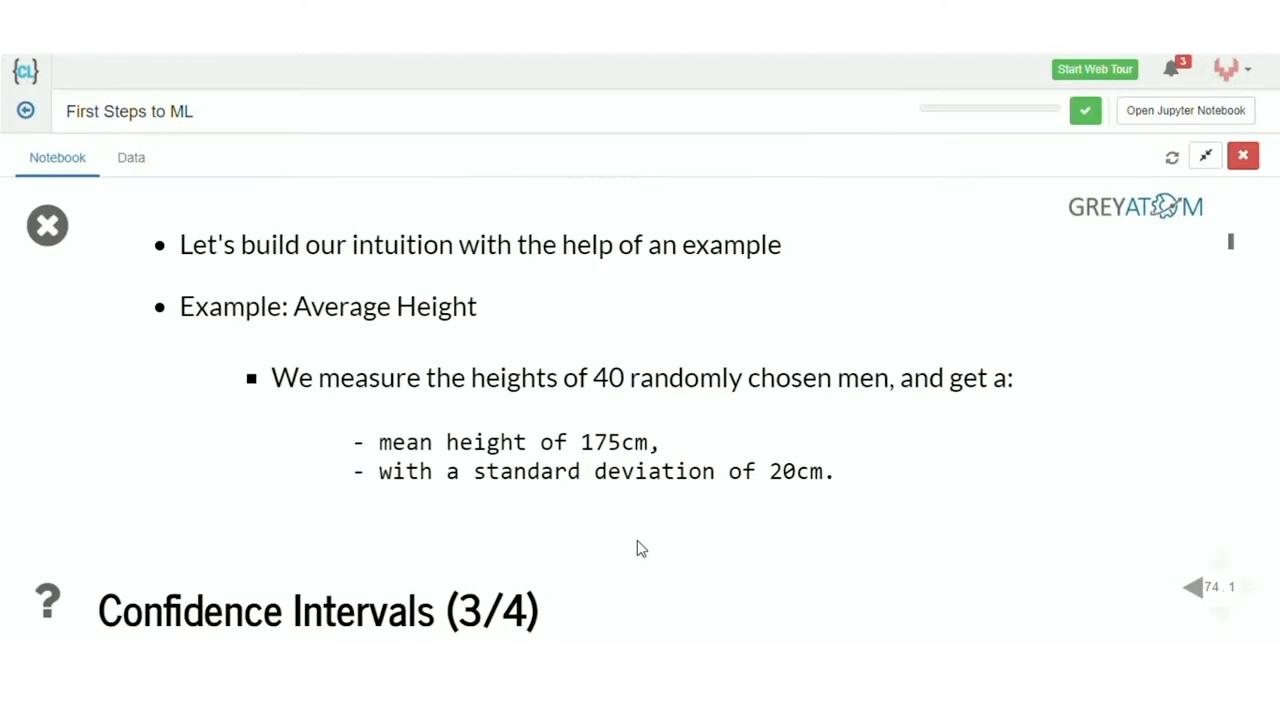 {CL}
Start Web Tour
3
First Steps to ML
Open Jupyter Notebook
Notebook
Data
GREYATOM
• Let's build our intuition with the help of an example
• Example: Average Height
▪ We measure the heights of 40 randomly chosen men, and get a:
- mean height of 175cm,
- with a standard deviation of 20cm.
74.1
? Confidence Intervals (3/4)